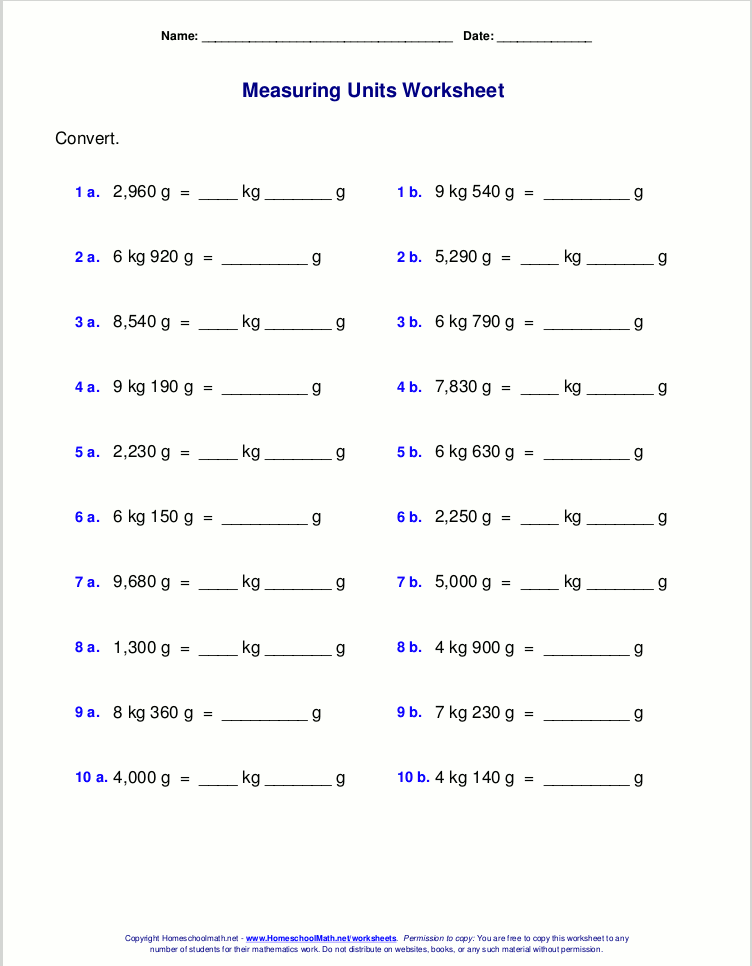 Name: ______________________________________ Date: ______________
Measuring Units Worksheet
Convert.
1 a. 2,960 g = ____ kg _______ g 1 b. 9 kg 540 g = _________ g
2 a. 6 kg 920 g = _________ g 2 b. 5,290 g = ____ kg _______ g
3 a. 8,540 g = ____ kg _______ g 3 b. 6 kg 790 g = _________ g
4 a. 9 kg 190 g = _________ g 4 b. 7,830 g = ____ kg _______ g
5 a. 2,230 g = ____ kg _______ g 5 b. 6 kg 630 g = _________ g
6 a. 6 kg 150 g = _________ g 6 b. 2,250 g = ____ kg _______ g
7 a. 9,680 g = ____ kg _______ g 7 b. 5,000 g = ____ kg _______ g
8 a. 1,300 g = ____ kg _______ g 8 b. 4 kg 900 g = _________ g
9 a. 8 kg 360 g = _________ g 9 b. 7 kg 230 g = _________ g
10 a. 4,000 g = ____ kg _______ g 10 b. 4 kg 140 g = _________ g
Copyright Homeschoolmath.net - www.HomeschoolMath.net/worksheets. Permission to copy: You are free to copy this worksheet to any
number of students for their mathematics work. Do not distribute on websites, books, or any such material without permission.